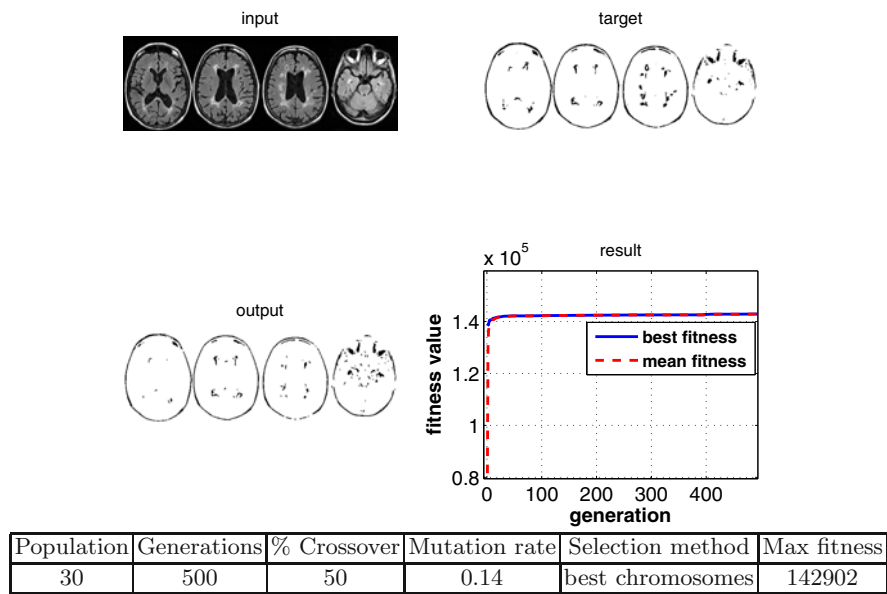 input
target
output
result
x 10^5
fitness value
1.4
1.2
1
0.8
best fitness
mean fitness
0 100 200 300 400
generation
Population Generations % Crossover Mutation rate Selection method Max fitness
30 500 50 0.14 best chromosomes 142902